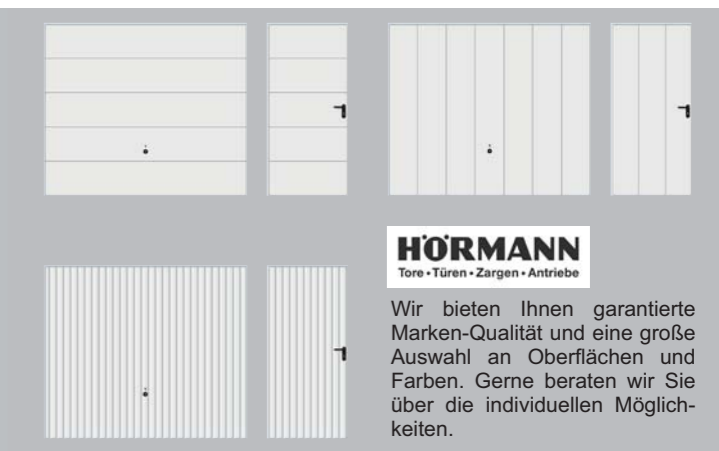 HÖRMANN
Tore • Türen • Zargen • Antriebe
Wir bieten Ihnen garantierte
Marken-Qualität und eine große
Auswahl an Oberflächen und
Farben. Gerne beraten wir Sie
über die individuellen Möglich-
keiten.